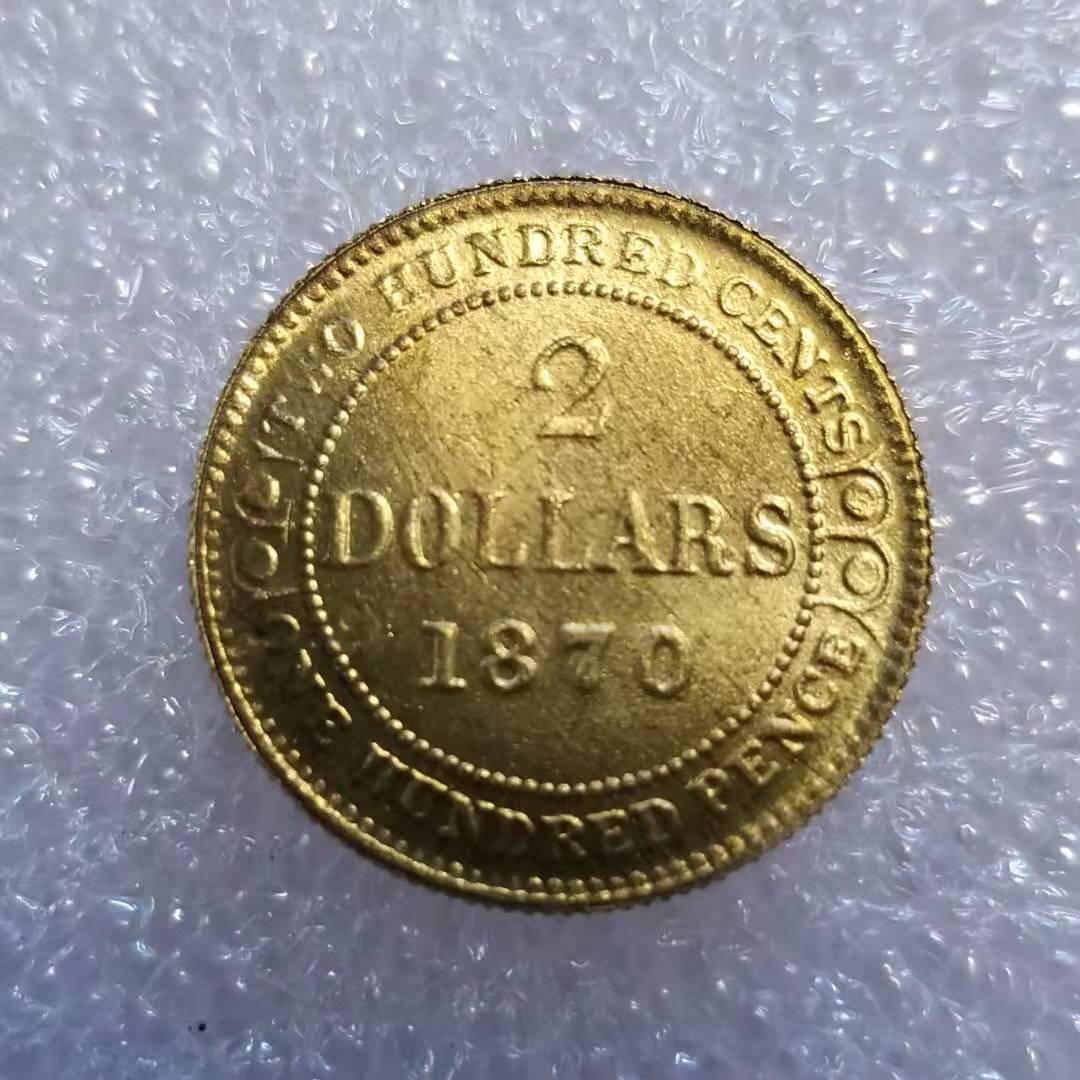 TWO HUNDRED CENTS
2
DOLLARS
1870
ONE HUNDRED PENCE